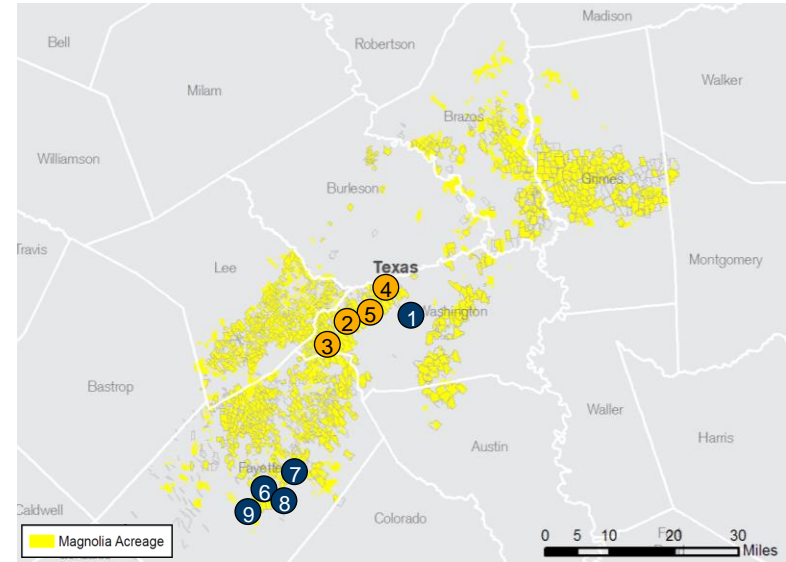 Madison
Bell
Robertson
Walker
Milam
Brazos
Williamson
Grimes
Burleson
Travis
Montgomery
Lee
Texas
4
5
Washington
1
2
3
Bastrop
Waller
Austin
Harris
Fayette
7
6
8
Caldwell
9
Colorado
0 5 10 20 30
Miles
Magnolia Acreage